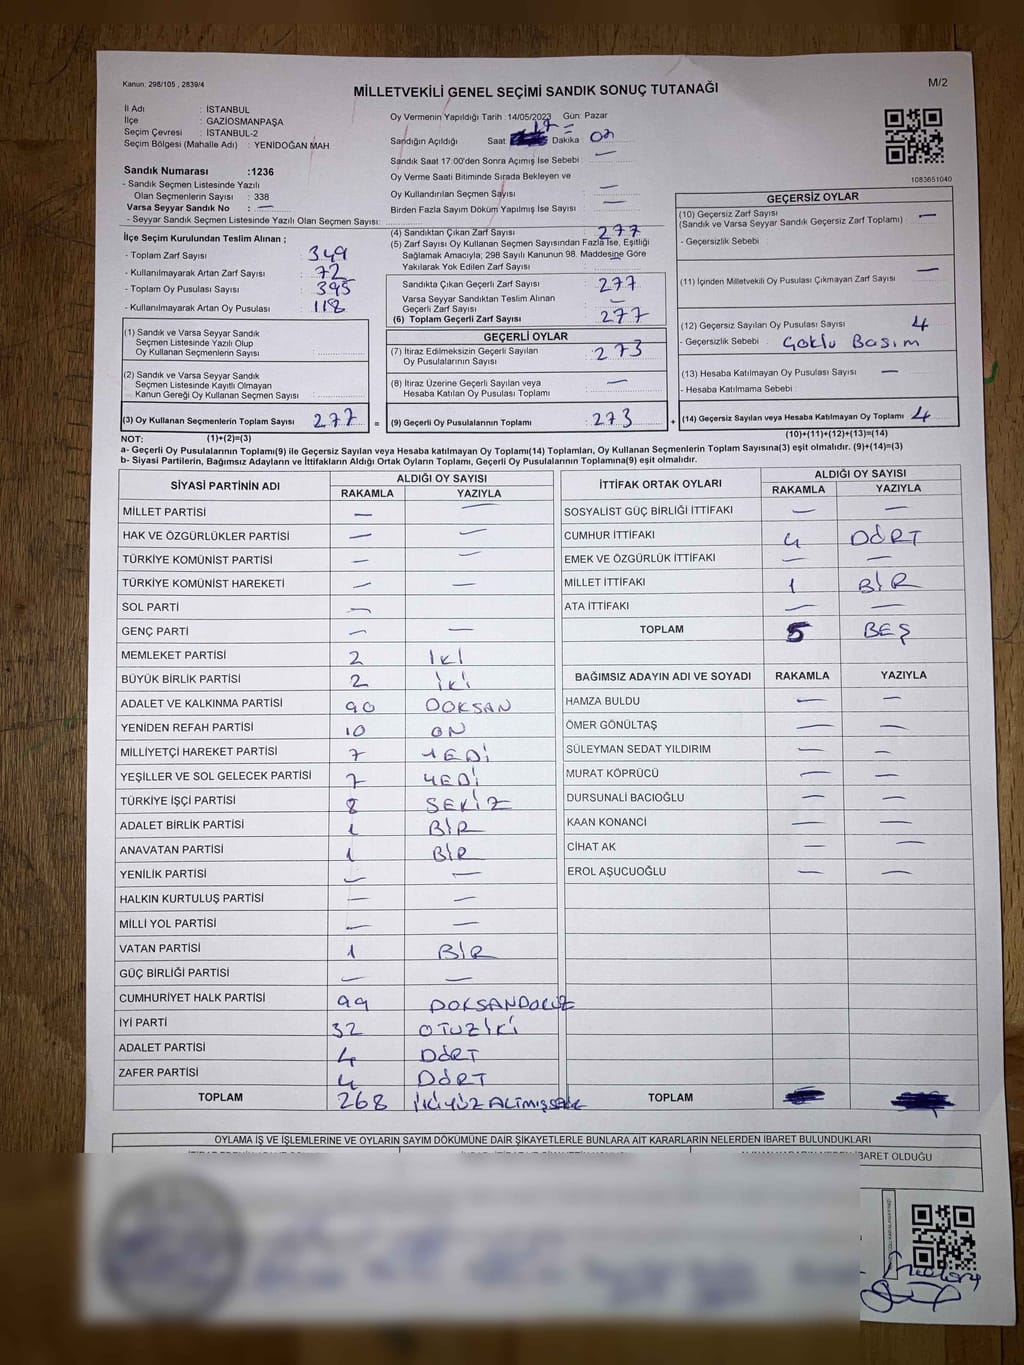 Kanun: 298/105 , 2839/4
MİLLETVEKİLİ GENEL SEÇİMİ SANDIK SONUÇ TUTANAĞI
M/2
İl Adı : İSTANBUL
İlçe : GAZİOSMANPAŞA
Seçim Çevresi : İSTANBUL-2
Seçim Bölgesi (Mahalle Adı) : YENİDOĞAN MAH.
Oy Vermenin Yapıldığı Tarih : 14/05/2023 Gün: Pazar
Sandığın Açıldığı Saat 17 Dakika : 02
Sandık Saat 17:00'den Sonra Açımış İse Sebebi : —
Oy Verme Saati Bitiminde Sırada Bekleyen ve
Oy Kullandırılan Seçmen Sayısı : —
Birden Fazla Sayım Döküm Yapılmış İse Sayısı : —
1083651040
Sandık Numarası :1236
- Sandık Seçmen Listesinde Yazılı
Olan Seçmenlerin Sayısı : 338
Varsa Seyyar Sandık No : —
- Seyyar Sandık Seçmen Listesinde Yazılı Olan Seçmen Sayısı:
İlçe Seçim Kurulundan Teslim Alınan ;
- Toplam Zarf Sayısı : 349
- Kullanılmayarak Artan Zarf Sayısı : 72
- Toplam Oy Pusulası Sayısı : 395
- Kullanılmayarak Artan Oy Pusulası : 118
(4) Sandıktan Çıkan Zarf Sayısı : 277
(5) Zarf Sayısı Oy Kullanan Seçmen Sayısından Fazla İse, Eşitliği
Sağlamak Amacıyla; 298 Sayılı Kanunun 98. Maddesine Göre
Yakılarak Yok Edilen Zarf Sayısı :
Sandıkta Çıkan Geçerli Zarf Sayısı : 277
Varsa Seyyar Sandıktan Teslim Alınan
Geçerli Zarf Sayısı : —
(6) Toplam Geçerli Zarf Sayısı : 277
GEÇERSİZ OYLAR
(10) Geçersiz Zarf Sayısı
(Sandık ve Varsa Seyyar Sandık Geçersiz Zarf Toplamı) : —
- Geçersizlik Sebebi :
(11) İçinden Milletvekili Oy Pusulası Çıkmayan Zarf Sayısı : —
(12) Geçersiz Sayılan Oy Pusulası Sayısı : 4
- Geçersizlik Sebebi : Çoklu Basım
(13) Hesaba Katılmayan Oy Pusulası Sayısı : —
- Hesaba Katılmama Sebebi :
(1) Sandık ve Varsa Seyyar Sandık
Seçmen Listesinde Yazılı Olup
Oy Kullanan Seçmenlerin Sayısı :
(2) Sandık ve Varsa Seyyar Sandık
Seçmen Listesinde Kayıtlı Olmayan
Kanun Gereği Oy Kullanan Seçmen Sayısı :
GEÇERLİ OYLAR
(7) İtiraz Edilmeksizin Geçerli Sayılan
Oy Pusulalarının Sayısı : 273
(8) İtiraz Üzerine Geçerli Sayılan veya
Hesaba Katılan Oy Pusulası Toplamı : —
(3) Oy Kullanan Seçmenlerin Toplam Sayısı : 277 = (9) Geçerli Oy Pusulalarının Toplamı : 273 + (14) Geçersiz Sayılan veya Hesaba Katılmayan Oy Toplamı : 4
NOT: (1)+(2)=(3) (10)+(11)+(12)+(13)=(14)
a- Geçerli Oy Pusulalarının Toplamı(9) ile Geçersiz Sayılan veya Hesaba katılmayan Oy Toplamı(14) Toplamları, Oy Kullanan Seçmenlerin Toplam Sayısına(3) eşit olmalıdır. (9)+(14)=(3)
b- Siyasi Partilerin, Bağımsız Adayların ve İttifakların Aldığı Ortak Oyların Toplamı, Geçerli Oy Pusulalarının Toplamına(9) eşit olmalıdır.
SİYASİ PARTİNİN ADI ALDIĞI OY SAYISI
RAKAMLA YAZIYLA
MİLLET PARTİSİ — —
HAK VE ÖZGÜRLÜKLER PARTİSİ — —
TÜRKİYE KOMÜNİST PARTİSİ — —
TÜRKİYE KOMÜNİST HAREKETİ — —
SOL PARTİ —
GENÇ PARTİ — —
MEMLEKET PARTİSİ 2 İKİ
BÜYÜK BİRLİK PARTİSİ 2 İKİ
ADALET VE KALKINMA PARTİSİ 90 DOKSAN
YENİDEN REFAH PARTİSİ 10 ON
MİLLİYETÇİ HAREKET PARTİSİ 7 YEDİ
YEŞİLLER VE SOL GELECEK PARTİSİ 7 YEDİ
TÜRKİYE İŞÇİ PARTİSİ 8 SEKİZ
ADALET BİRLİK PARTİSİ 1 BİR
ANAVATAN PARTİSİ 1 BİR
YENİLİK PARTİSİ — —
HALKIN KURTULUŞ PARTİSİ — —
MİLLİ YOL PARTİSİ — —
VATAN PARTİSİ 1 BİR
GÜÇ BİRLİĞİ PARTİSİ — —
CUMHURİYET HALK PARTİSİ 99 DOKSANDOKUZ
İYİ PARTİ 32 OTUZİKİ
ADALET PARTİSİ 4 DÖRT
ZAFER PARTİSİ 4 DÖRT
TOPLAM 268 İKİYÜZALTMIŞSEKİZ
İTTİFAK ORTAK OYLARI ALDIĞI OY SAYISI
RAKAMLA YAZIYLA
SOSYALİST GÜÇ BİRLİĞİ İTTİFAKI — —
CUMHUR İTTİFAKI 4 DÖRT
EMEK VE ÖZGÜRLÜK İTTİFAKI — —
MİLLET İTTİFAKI 1 BİR
ATA İTTİFAKI — —
TOPLAM 5 BEŞ
BAĞIMSIZ ADAYIN ADI VE SOYADI RAKAMLA YAZIYLA
HAMZA BULDU — —
ÖMER GÖNÜLTAŞ — —
SÜLEYMAN SEDAT YILDIRIM — —
MURAT KÖPRÜCÜ — —
DURSUNALİ BACIOĞLU — —
KAAN KONANCİ — —
CİHAT AK — —
EROL AŞUCUOĞLU — —
TOPLAM
OYLAMA İŞ VE İŞLEMLERİNE VE OYLARIN SAYIM DÖKÜMÜNE DAİR ŞİKAYETLERLE BUNLARA AİT KARARLARIN NELERDEN İBARET BULUNDUKLARI
İBARET OLDUĞU